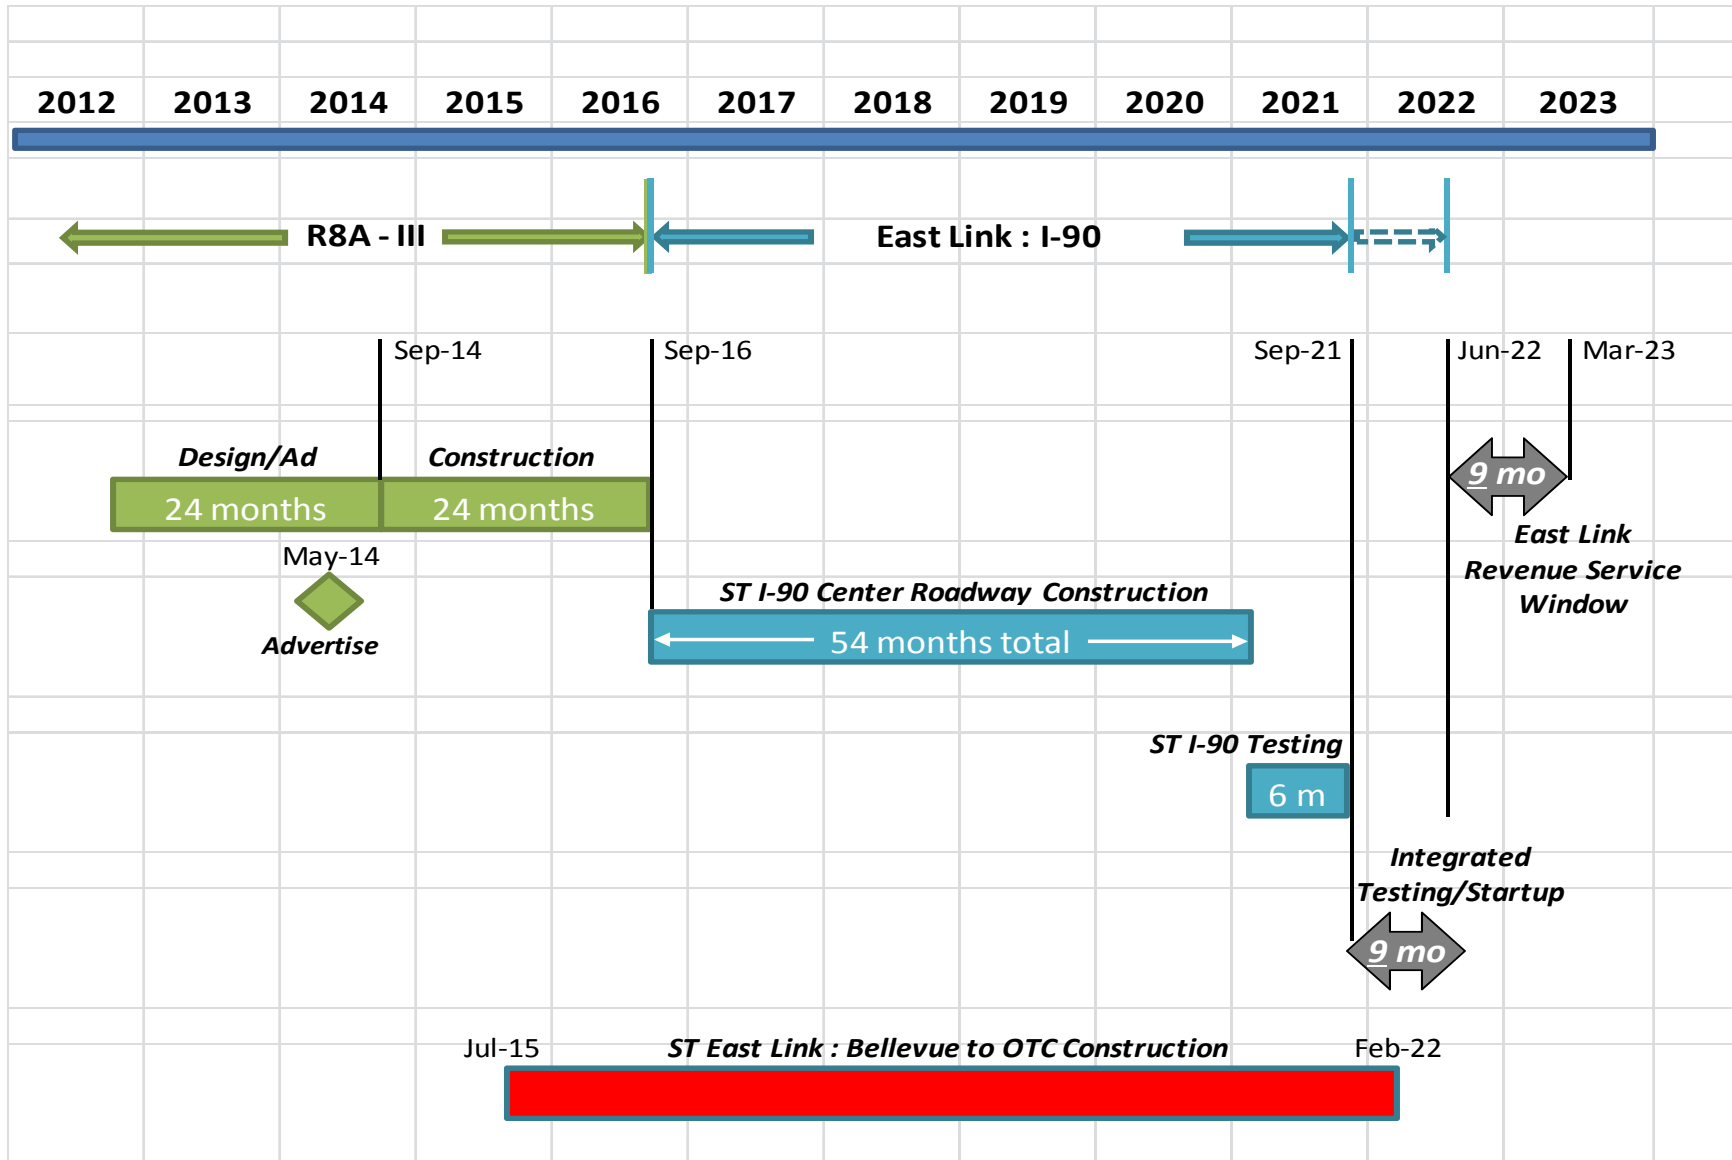 2012 2013 2014 2015 2016 2017 2018 2019 2020 2021 2022 2023
R8A - III East Link : I-90
Sep-14 Sep-16 Sep-21 Jun-22 Mar-23
Design/Ad Construction
24 months 24 months
9 mo
East Link
Revenue Service
Window
May-14
Advertise
ST I-90 Center Roadway Construction
54 months total
ST I-90 Testing
6 m
Integrated
Testing/Startup
9 mo
Jul-15 ST East Link : Bellevue to OTC Construction Feb-22